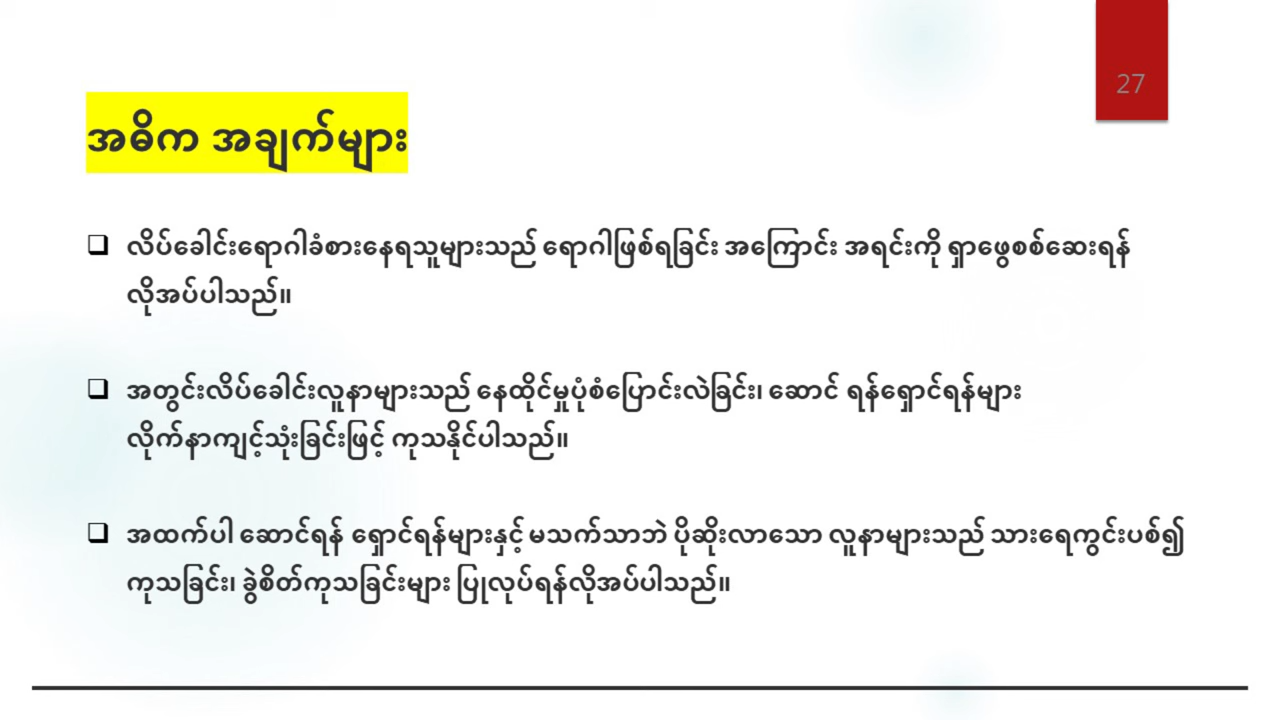 27
အဓိက အချက်များ
လိပ်ခေါင်းရောဂါခံစားနေရသူများသည် ရောဂါဖြစ်ရခြင်း အကြောင်း အရင်းကို ရှာဖွေစစ်ဆေးရန်
လိုအပ်ပါသည်။
အတွင်းလိပ်ခေါင်းလူနာများသည် နေထိုင်မှုပုံစံပြောင်းလဲခြင်း၊ ဆောင် ရန်ရှောင်ရန်များ
လိုက်နာကျင့်သုံးခြင်းဖြင့် ကုသနိုင်ပါသည်။
အထက်ပါ ဆောင်ရန် ရှောင်ရန်များနှင့် မသက်သာဘဲ ပိုဆိုးလာသော လူနာများသည် သားရေကွင်းပစ်၍
ကုသခြင်း၊ ခွဲစိတ်ကုသခြင်းများ ပြုလုပ်ရန်လိုအပ်ပါသည်။